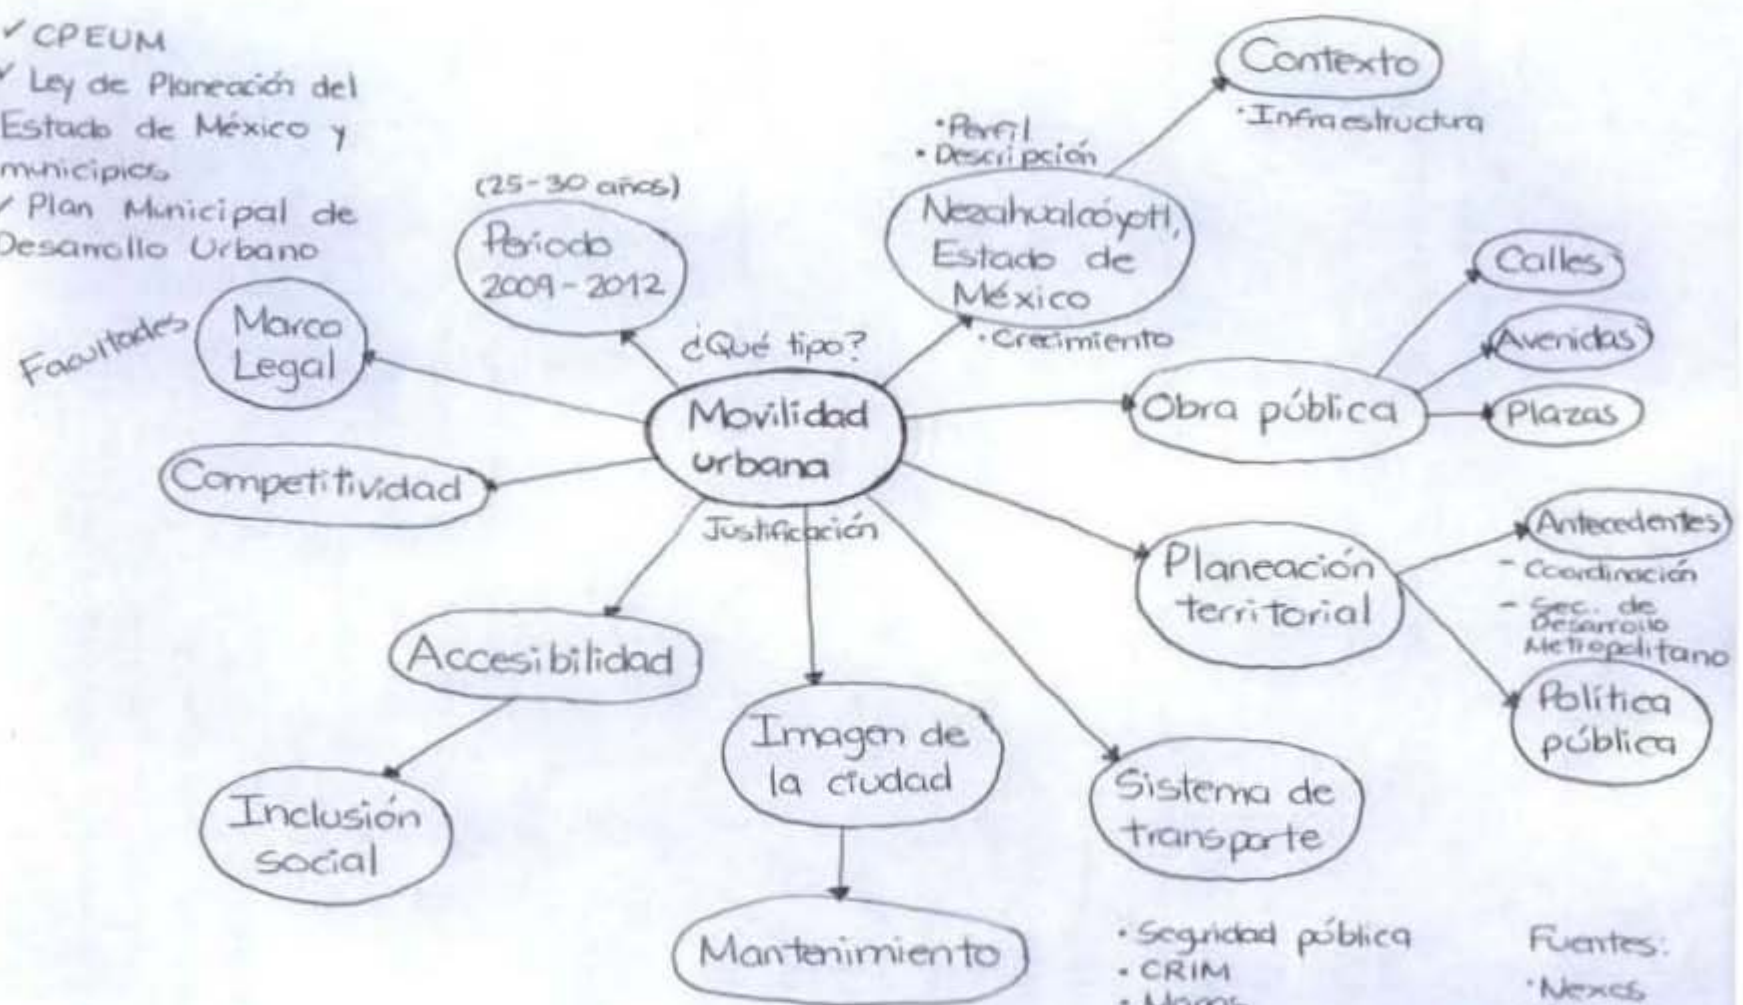 ✓ CPEUM
✓ Ley de Planeación del
Estado de México y
municipios
✓ Plan Municipal de
Desarrollo Urbano
Facultades
Marco
Legal
(25-30 años)
Periodo
2009-2012
¿Qué tipo?
Movilidad
urbana
Justificación
• Perfil
• Descripción
Nezahualcóyotl,
Estado de
México
• Crecimiento
Contexto
• Infraestructura
Obra pública
Calles
Avenidas
Plazas
Competitividad
Planeación
territorial
Antecedentes
- Coordinación
- Sec. de
Desarrollo
Metropolitano
Política
pública
Accesibilidad
Inclusión
social
Imagen de
la ciudad
Mantenimiento
Sistema de
transporte
• Seguridad pública
• CRIM
Fuentes:
• Nexos